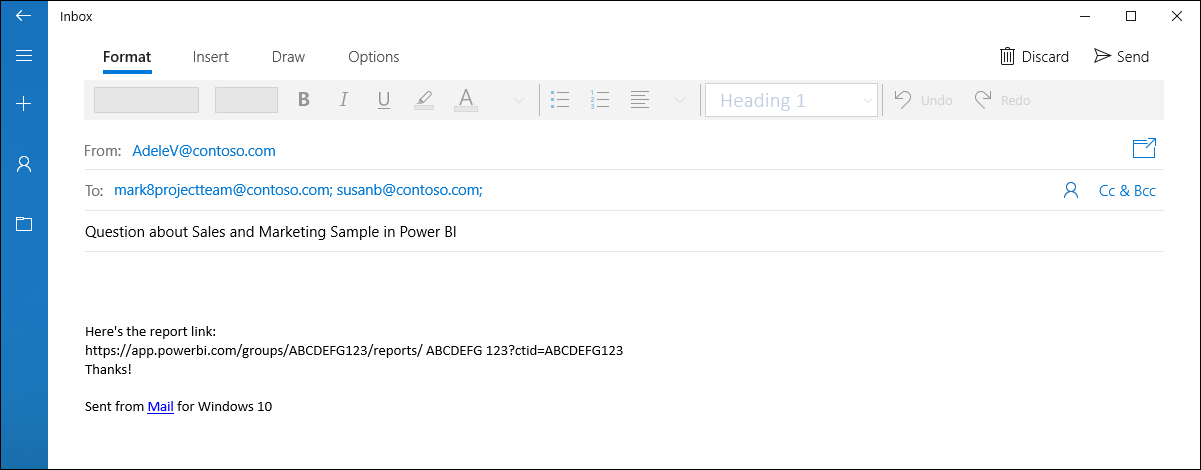 Inbox
Format Insert Draw Options Discard Send
B I U A Heading 1 Undo Redo
From: AdeleV@contoso.com
To: mark8projectteam@contoso.com; susanb@contoso.com; Cc & Bcc
Question about Sales and Marketing Sample in Power BI
Here's the report link:
https://app.powerbi.com/groups/ABCDEFG123/reports/ ABCDEFG 123?ctid=ABCDEFG123
Thanks!
Sent from Mail for Windows 10